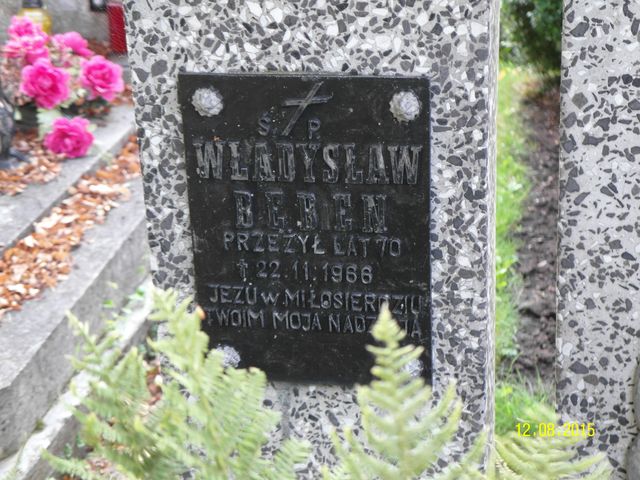 Ś P
WŁADYSŁAW
BEBEN
PRZEŻYŁ LAT 70
† 22.11.1966
JEZU W MIŁOSIERDZIU
TWOIM MOJA NADZIEJA
12.08.2015